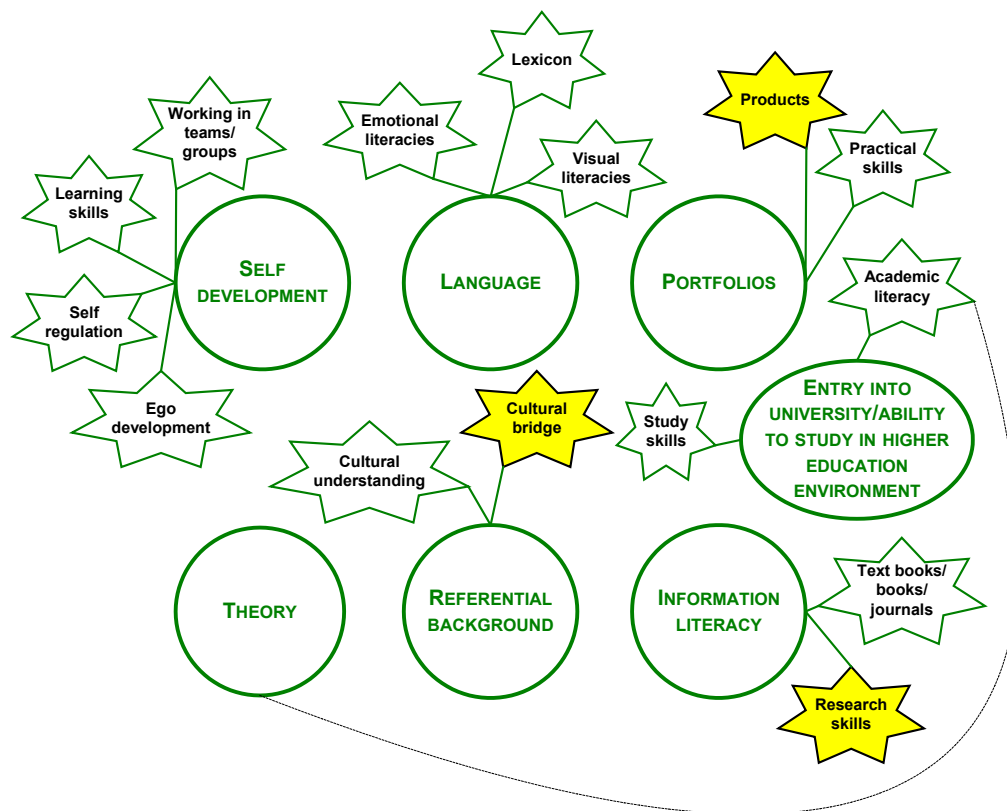 Lexicon
Products
Working in
teams/
groups
Emotional
literacies
Visual
literacies
Practical
skills
Learning
skills
SELF
DEVELOPMENT
LANGUAGE
PORTFOLIOS
Academic
literacy
Self
regulation
Ego
development
Cultural
bridge
Study
skills
ENTRY INTO
UNIVERSITY/ABILITY
TO STUDY IN HIGHER
EDUCATION
ENVIRONMENT
Cultural
understanding
THEORY
REFERENTIAL
BACKGROUND
INFORMATION
LITERACY
Text books/
books/
journals
Research
skills